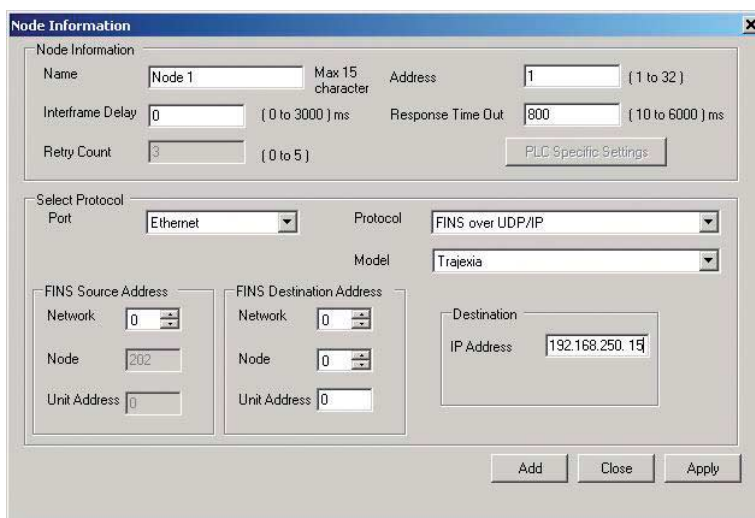 Node Information
Node Information
Name Node 1 Max 15 character Address 1 ( 1 to 32 )
Interframe Delay 0 ( 0 to 3000 ) ms Response Time Out 800 ( 10 to 6000 ) ms
Retry Count 3 ( 0 to 5 ) PLC Specific Settings
Select Protocol
Port Ethernet Protocol FINS over UDP/IP
Model Trajexia
FINS Source Address
Network 0
Node 202
Unit Address 0
FINS Destination Address
Network 0
Node 0
Unit Address 0
Destination
IP Address 192.168.250. 15
Add Close Apply